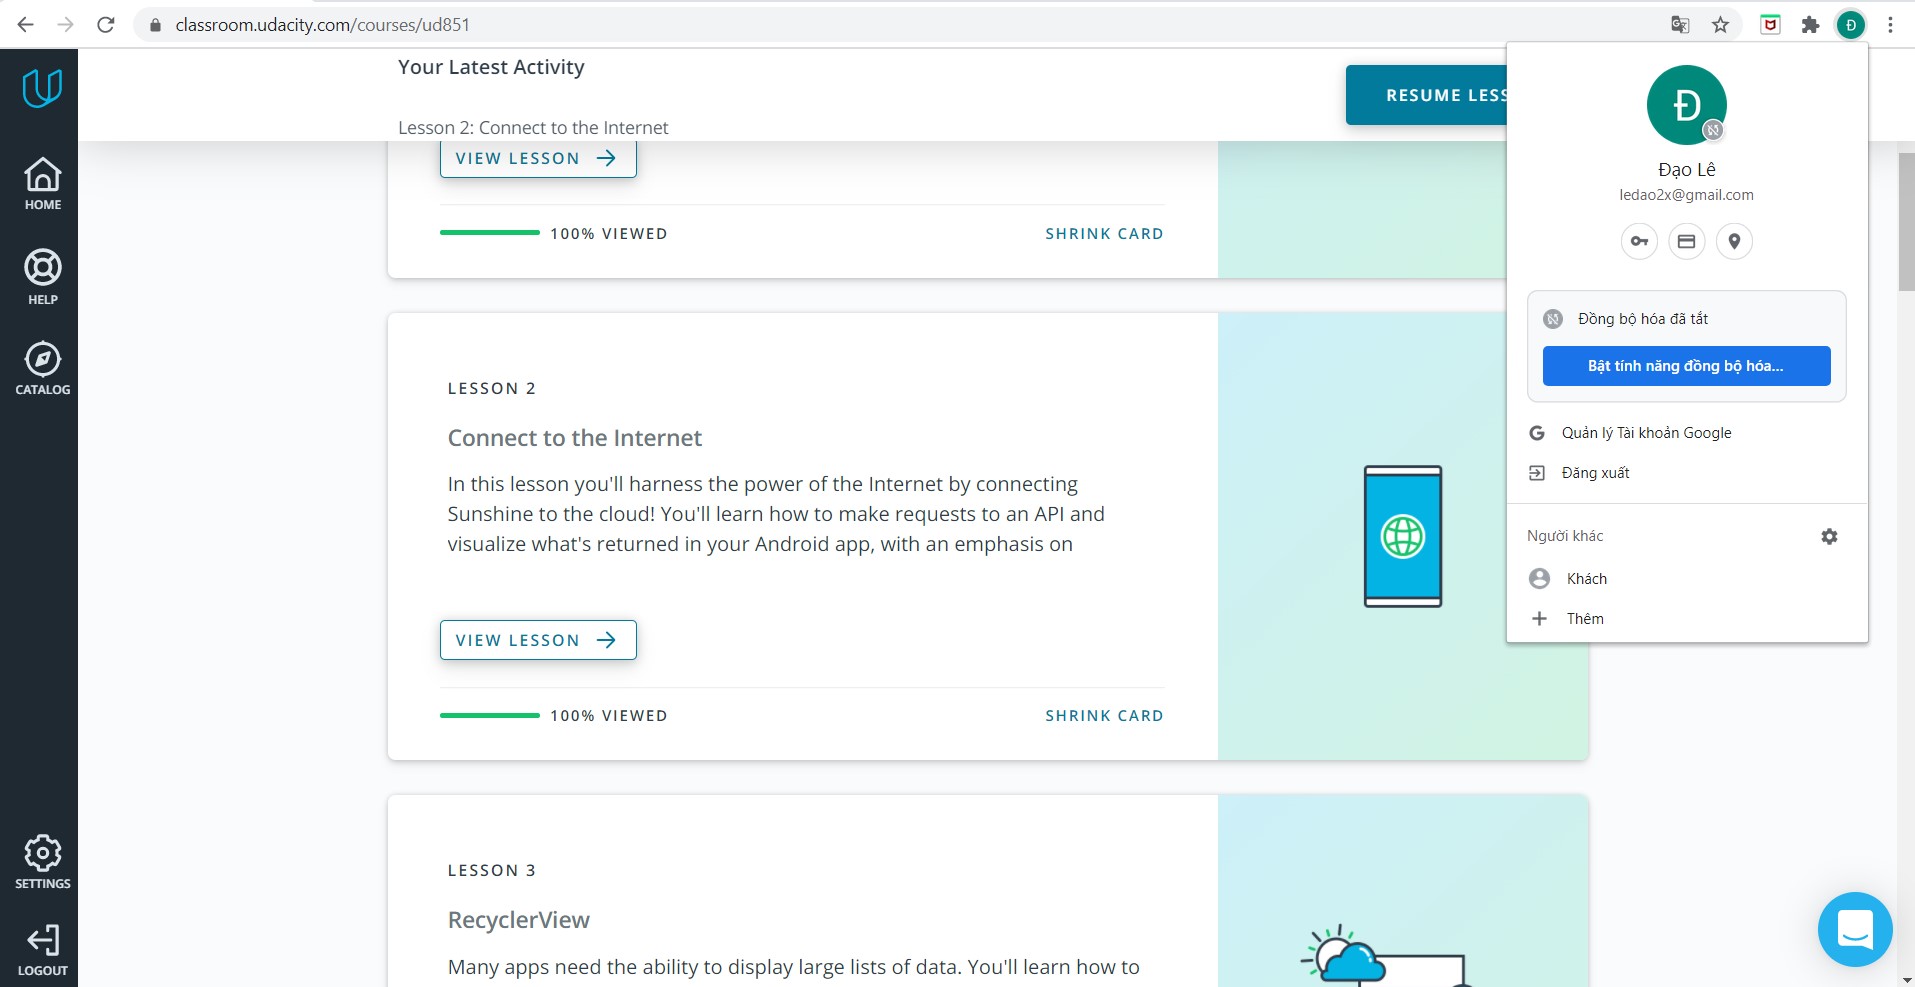 classroom.udacity.com/courses/ud851
Đ
HOME
HELP
CATALOG
SETTINGS
LOGOUT
Your Latest Activity
Lesson 2: Connect to the Internet
RESUME LESS
VIEW LESSON
100% VIEWED
SHRINK CARD
LESSON 2
Connect to the Internet
In this lesson you'll harness the power of the Internet by connecting
Sunshine to the cloud! You'll learn how to make requests to an API and
visualize what's returned in your Android app, with an emphasis on
VIEW LESSON
100% VIEWED
SHRINK CARD
LESSON 3
RecyclerView
Many apps need the ability to display large lists of data. You'll learn how to
Đ
Đạo Lê
ledao2x@gmail.com
Đồng bộ hóa đã tắt
Bật tính năng đồng bộ hóa...
G Quản lý Tài khoản Google
Đăng xuất
Người khác
Khách
Thêm